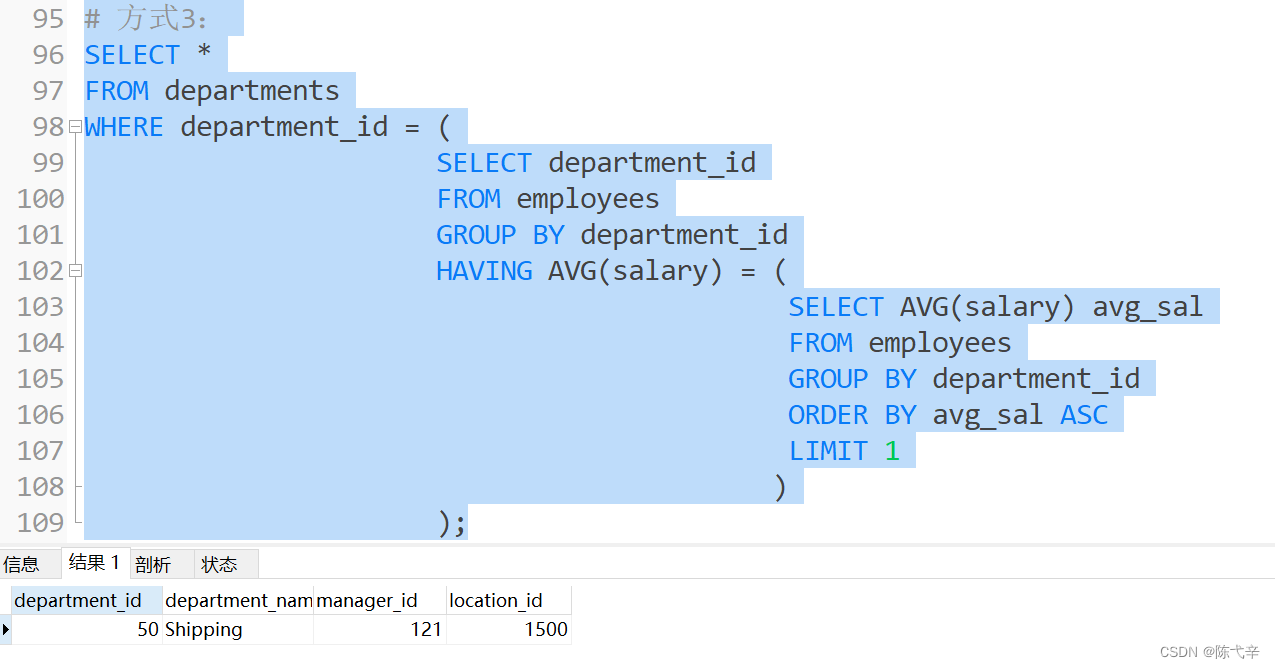 95 # 方式3：
96 SELECT *
97 FROM departments
98 WHERE department_id = (
99 SELECT department_id
100 FROM employees
101 GROUP BY department_id
102 HAVING AVG(salary) = (
103 SELECT AVG(salary) avg_sal
104 FROM employees
105 GROUP BY department_id
106 ORDER BY avg_sal ASC
107 LIMIT 1
108 )
109 );
信息 结果 1 剖析 状态
department_id department_nam manager_id location_id
50 Shipping 121 1500
CSDN @陈弋辛